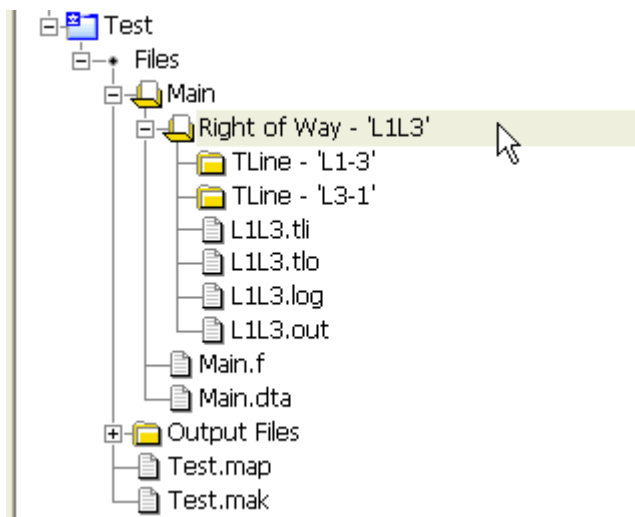 Test
Files
Main
Right of Way - 'L1L3'
TLine - 'L1-3'
TLine - 'L3-1'
L1L3.tli
L1L3.tlo
L1L3.log
L1L3.out
Main.f
Main.dta
Output Files
Test.map
Test.mak